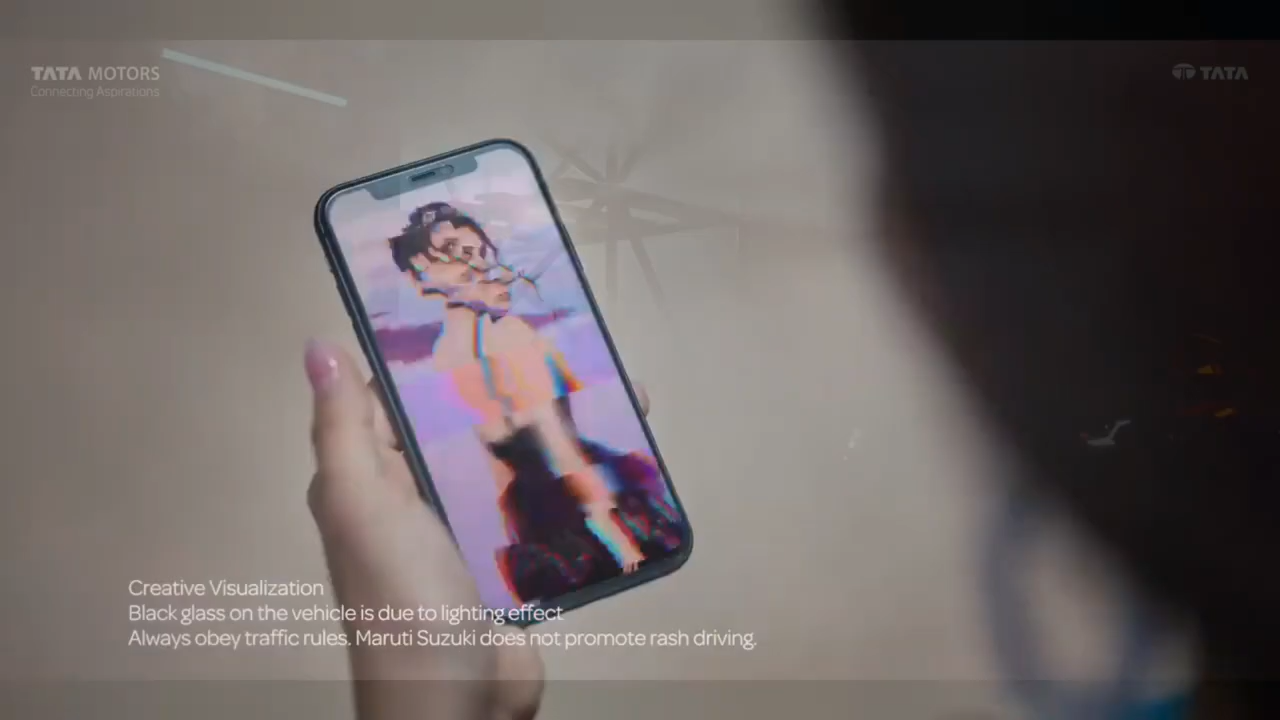 TATA MOTORS
Connecting Aspirations
TATA
Creative Visualization
Black glass on the vehicle is due to lighting effect
Always obey traffic rules. Maruti Suzuki does not promote rash driving.